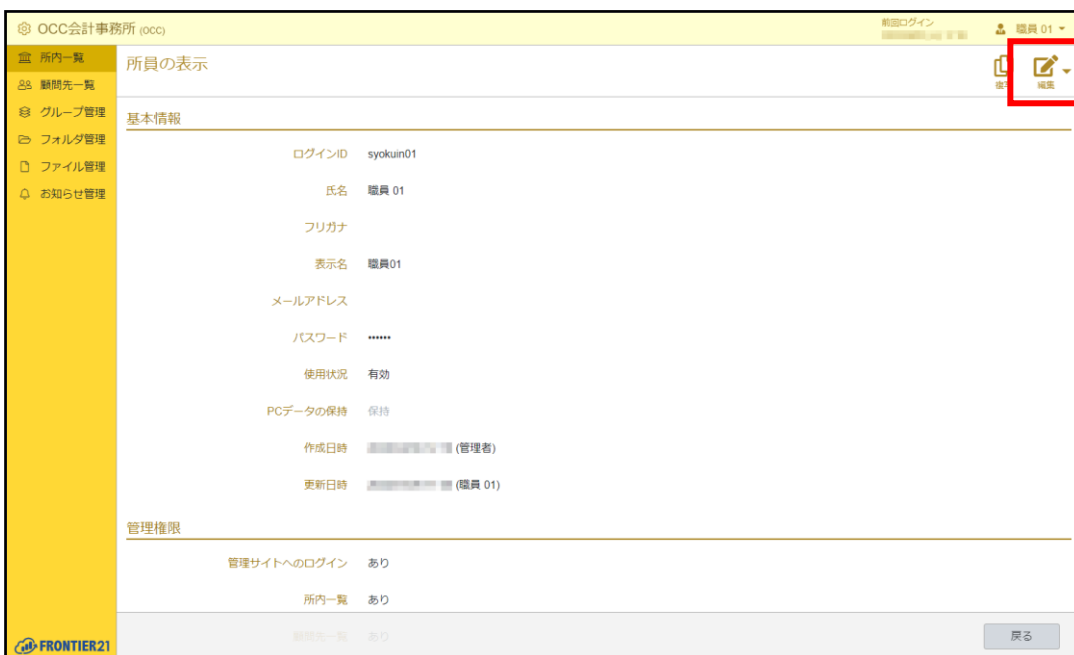 OCC会計事務所 (OCC)
前回ログイン
職員 01
所内一覧
顧問先一覧
グループ管理
フォルダ管理
ファイル管理
お知らせ管理
FRONTIER21
所員の表示
複写
編集
基本情報
ログインID syokuin01
氏名 職員 01
フリガナ
表示名 職員01
メールアドレス
パスワード ••••••
使用状況 有効
PCデータの保持 保持
作成日時 (管理者)
更新日時 (職員 01)
管理権限
管理サイトへのログイン あり
所内一覧 あり
顧問先一覧 あり
戻る